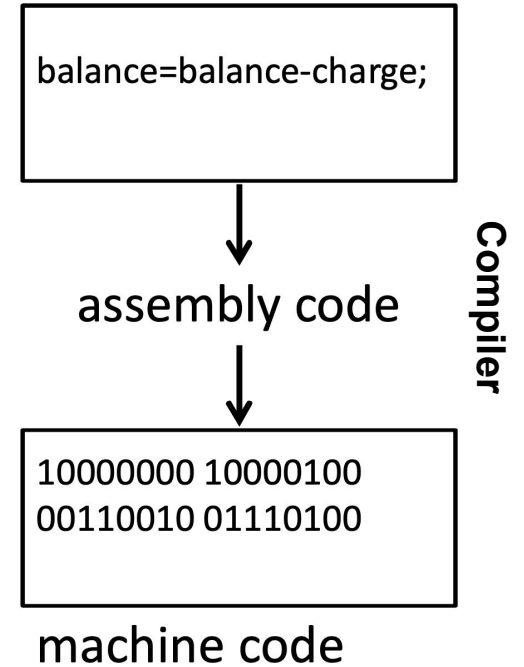 balance=balance-charge;
assembly code
Compiler
10000000 10000100
00110010 01110100
machine code